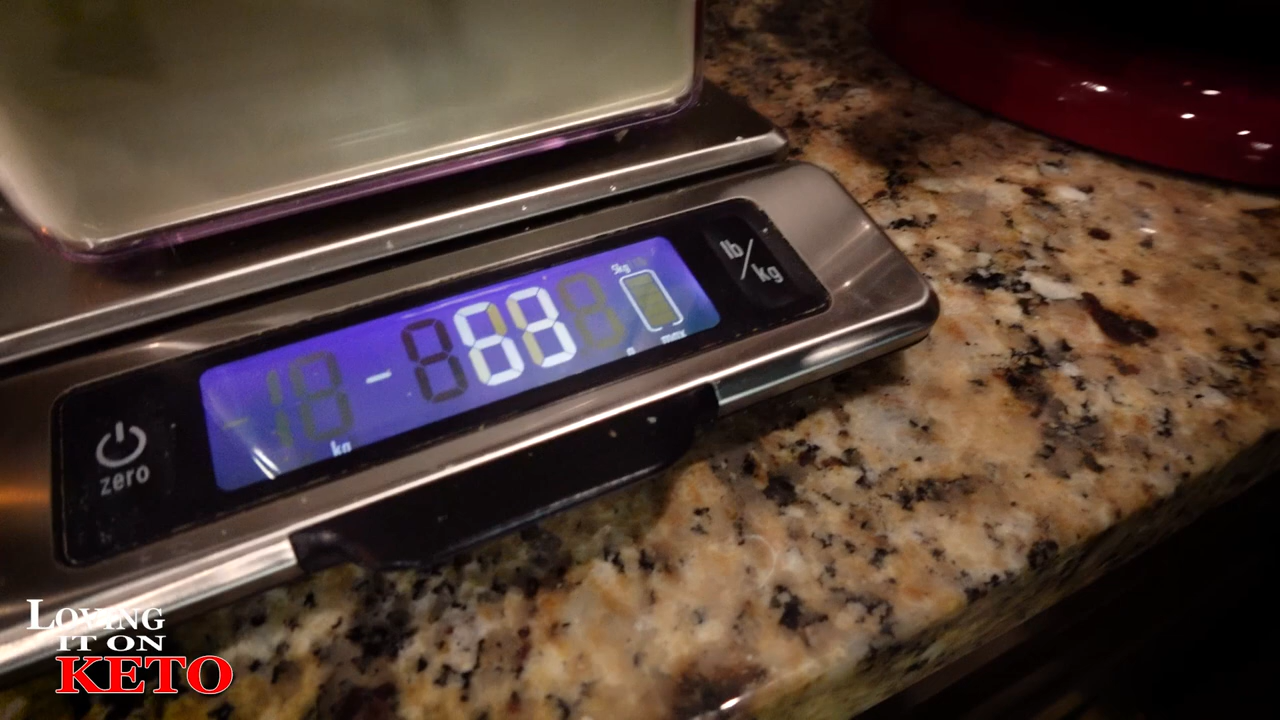 5kg
lb/
kg
max
g
kg
zero
LOVING
IT ON
KETO